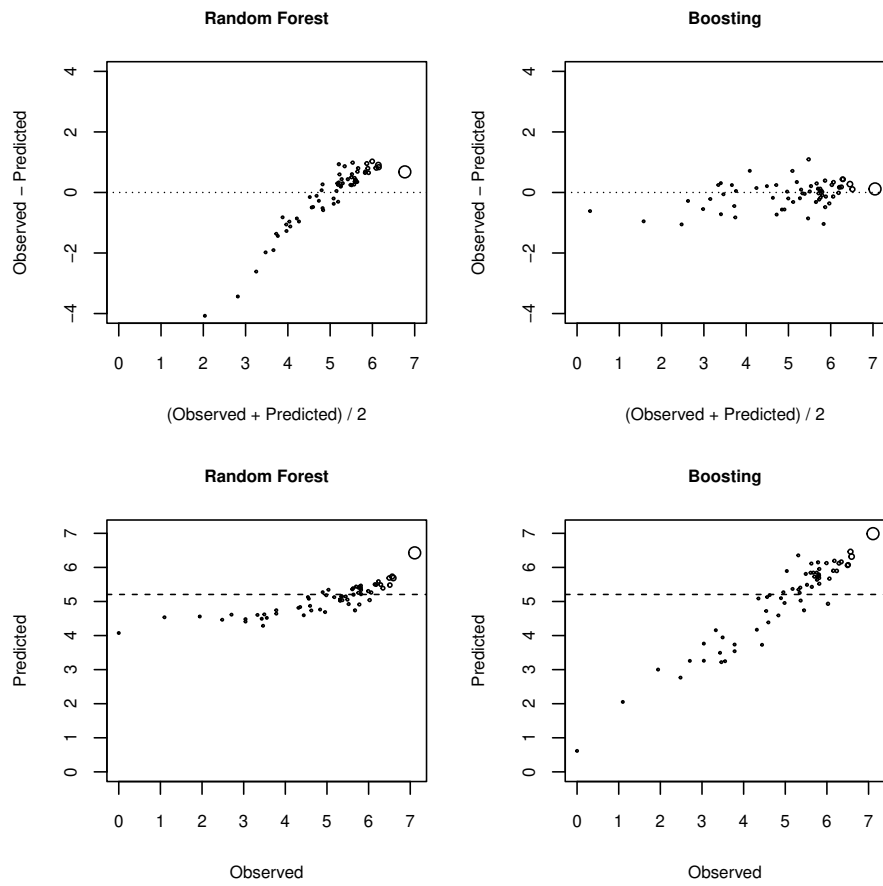 Random Forest
Observed − Predicted
4
2
0
−2
−4
0 1 2 3 4 5 6 7
(Observed + Predicted) / 2
Boosting
Observed − Predicted
4
2
0
−2
−4
0 1 2 3 4 5 6 7
(Observed + Predicted) / 2
Random Forest
Predicted
7
6
5
4
3
2
1
0
0 1 2 3 4 5 6 7
Observed
Boosting
Predicted
7
6
5
4
3
2
1
0
0 1 2 3 4 5 6 7
Observed